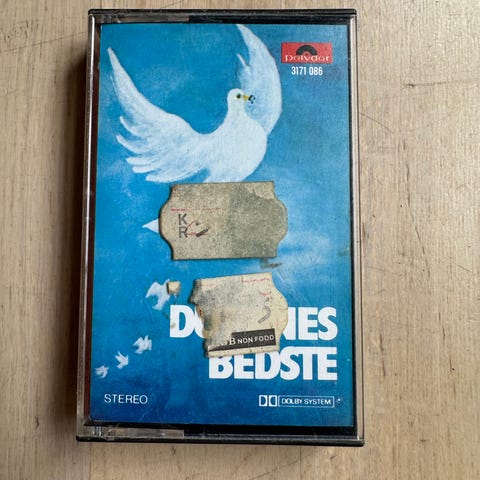 polydor
3171 086
K
R
NON FOOD
BEDSTE
STEREO
DOLBY SYSTEM